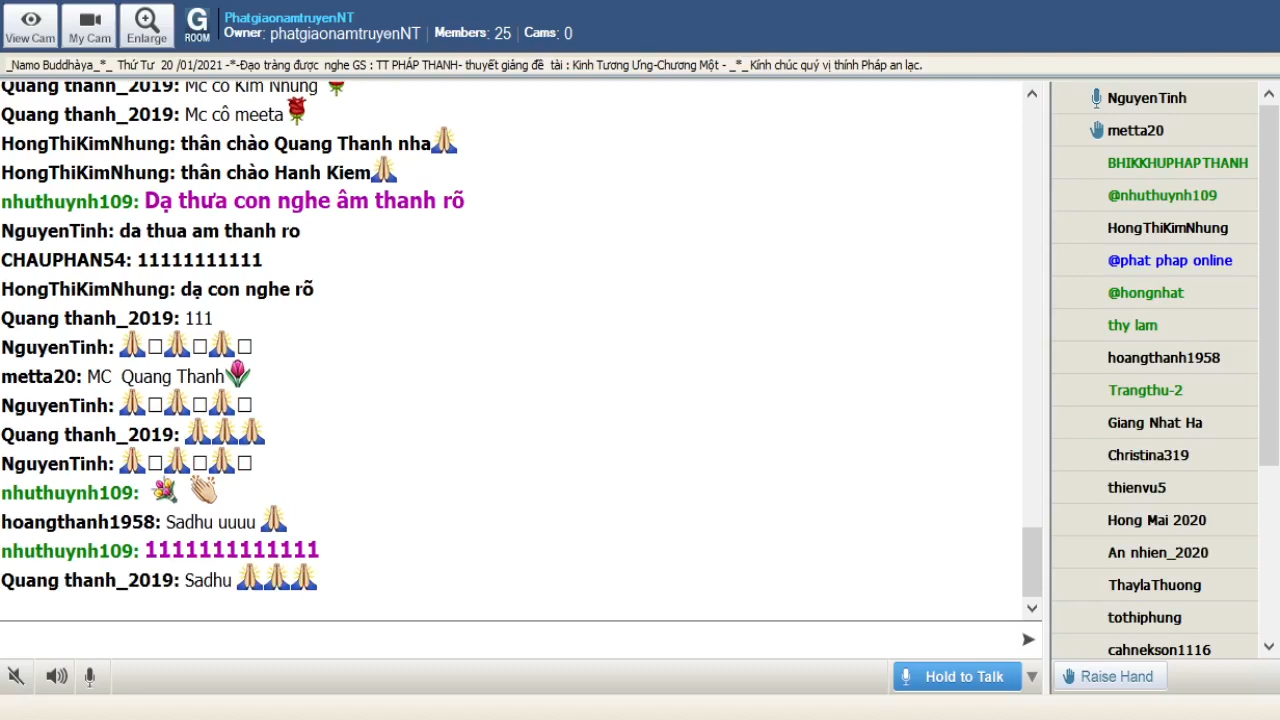 View Cam
My Cam
Enlarge
G
ROOM
PhatgiaonamtruyenNT
Owner: phatgiaonamtruyenNT Members: 25 Cams: 0
_Namo Buddhàya_*_ Thứ Tư 20 /01/2021 -*-Đạo tràng được nghe GS : TT PHÁP THANH- thuyết giảng đề tài : Kinh Tương Ưng-Chương Một - _*_Kính chúc quý vị thính Pháp an lạc.
Quang thanh_2019: Mc cô Kim Nhung
Quang thanh_2019: Mc cô meeta
HongThiKimNhung: thân chào Quang Thanh nha
HongThiKimNhung: thân chào Hanh Kiem
nhuthuynh109: Dạ thưa con nghe âm thanh rõ
NguyenTinh: da thua am thanh ro
CHAUPHAN54: 11111111111
HongThiKimNhung: dạ con nghe rõ
Quang thanh_2019: 111
NguyenTinh:
metta20: MC Quang Thanh
NguyenTinh:
Quang thanh_2019:
NguyenTinh:
nhuthuynh109:
hoangthanh1958: Sadhu uuuu
nhuthuynh109: 1111111111111
Quang thanh_2019: Sadhu
Hold to Talk
NguyenTinh
metta20
BHIKKHUPHAPTHANH
@nhuthuynh109
HongThiKimNhung
@phat phap online
@hongnhat
thy lam
hoangthanh1958
Trangthu-2
Giang Nhat Ha
Christina319
thienvu5
Hong Mai 2020
An nhien_2020
ThaylaThuong
tothiphung
cahnekson1116
Raise Hand